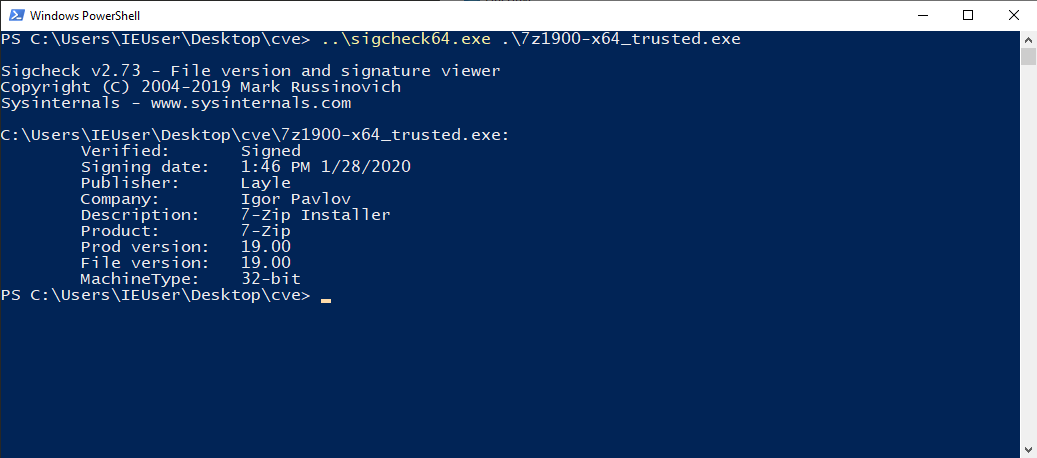 Windows PowerShell
PS C:\Users\IEUser\Desktop\cve> ..\sigcheck64.exe .\7z1900-x64_trusted.exe
Sigcheck v2.73 - File version and signature viewer
Copyright (C) 2004-2019 Mark Russinovich
Sysinternals - www.sysinternals.com
C:\Users\IEUser\Desktop\cve\7z1900-x64_trusted.exe:
Verified: Signed
Signing date: 1:46 PM 1/28/2020
Publisher: Layle
Company: Igor Pavlov
Description: 7-Zip Installer
Product: 7-Zip
Prod version: 19.00
File version: 19.00
MachineType: 32-bit
PS C:\Users\IEUser\Desktop\cve>